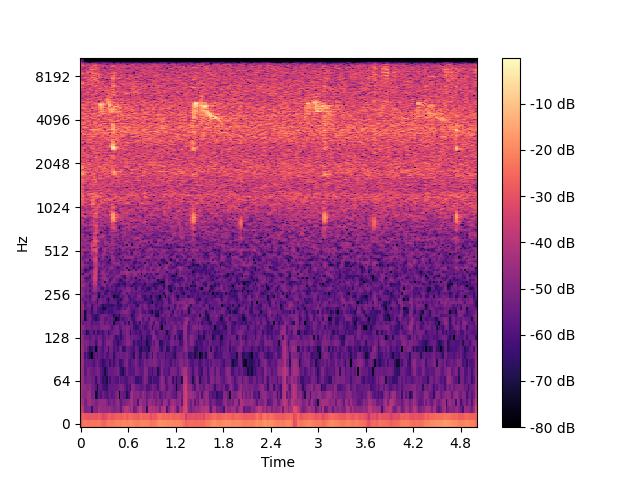 8192
4096
2048
1024
512
256
128
64
0
Hz
0 0.6 1.2 1.8 2.4 3 3.6 4.2 4.8
Time
-10 dB
-20 dB
-30 dB
-40 dB
-50 dB
-60 dB
-70 dB
-80 dB